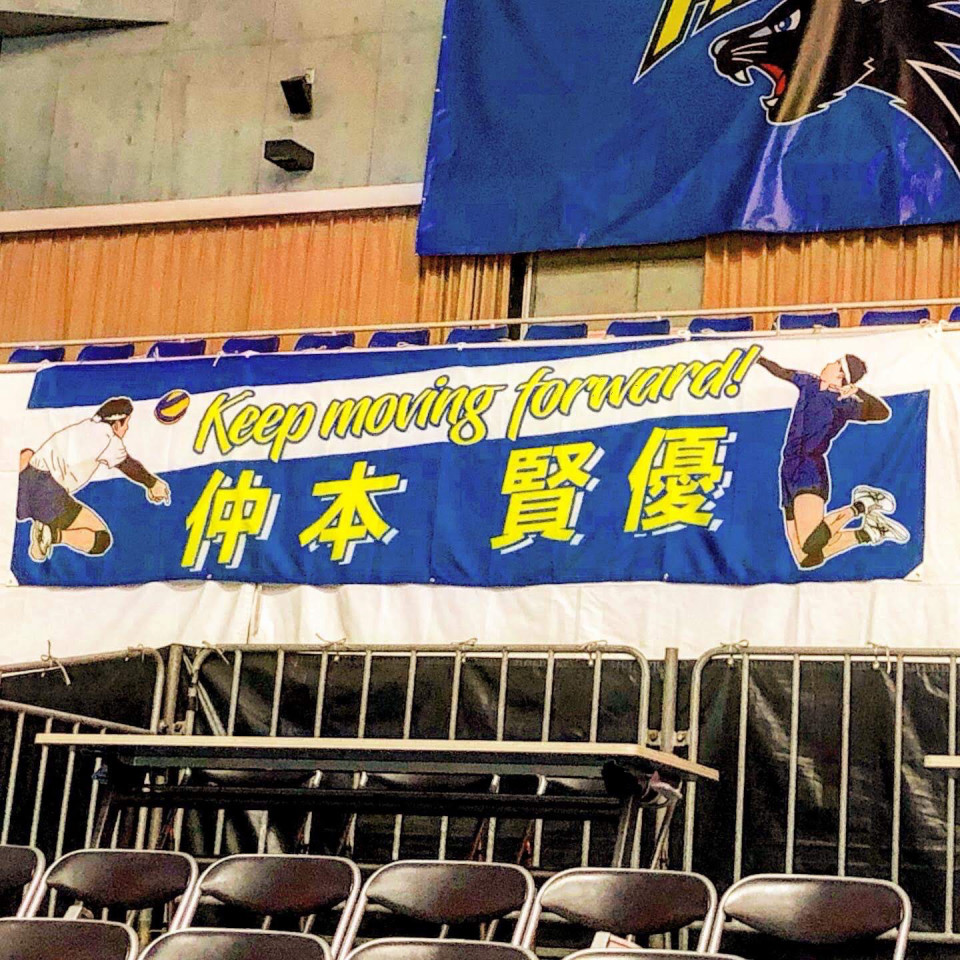 Keep moving forward!
仲本 賢優